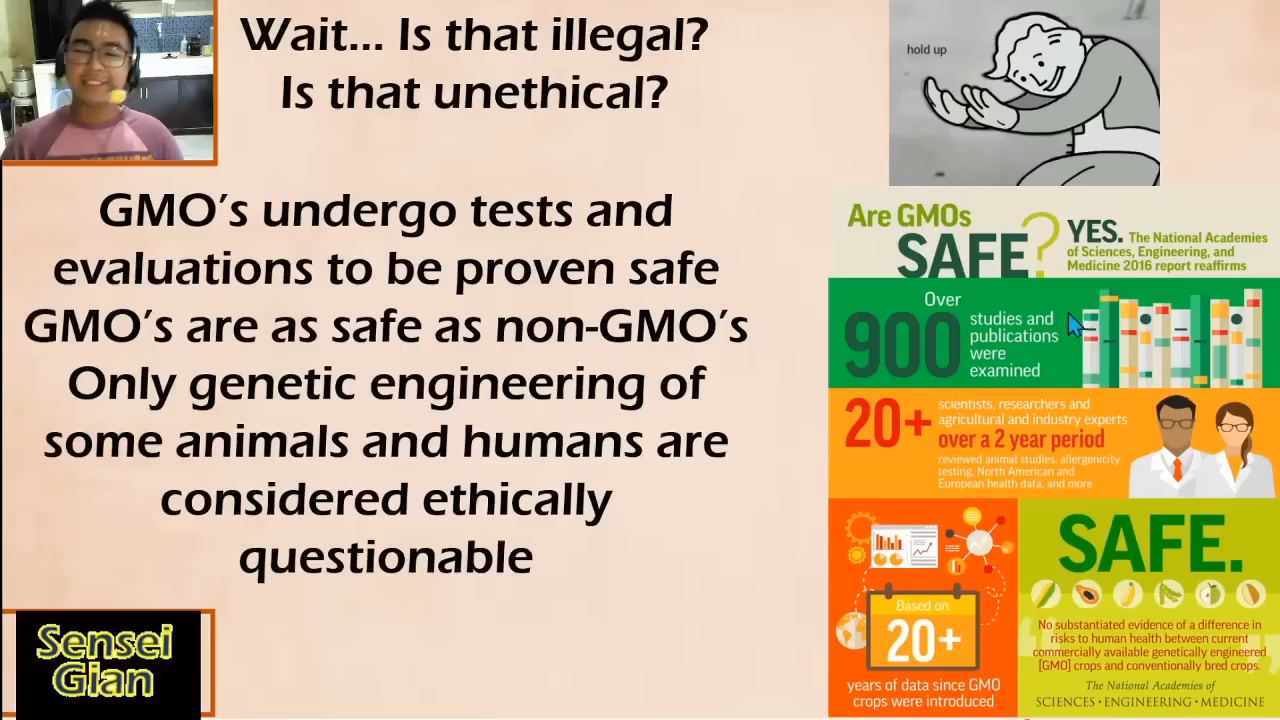 Wait... Is that illegal?
Is that unethical?
hold up
GMO’s undergo tests and
evaluations to be proven safe
GMO’s are as safe as non-GMO’s
Only genetic engineering of
some animals and humans are
considered ethically
questionable
Are GMOs
SAFE?
YES. The National Academies
of Sciences, Engineering, and
Medicine 2016 report reaffirms
Over
900
studies and
publications
were
examined
20+
scientists, researchers and
agricultural and industry experts
over a 2 year period
reviewed animal studies, allergenicity
testing, North American and
European health data, and more
Based on
20+
years of data since GMO
crops were introduced
SAFE.
No substantiated evidence of a difference in
risks to human health between current
commercially available genetically engineered
[GMO] crops and conventionally bred crops.
The National Academies of
SCIENCES • ENGINEERING • MEDICINE
Sensei
Gian